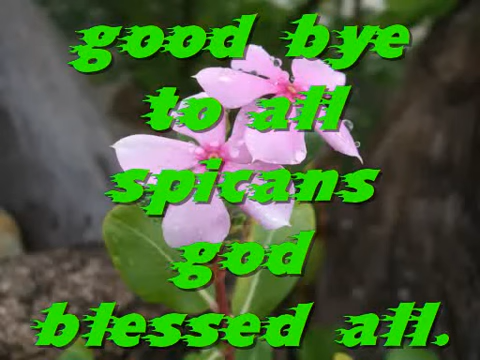 good bye
to all
spicans
god
blessed all.